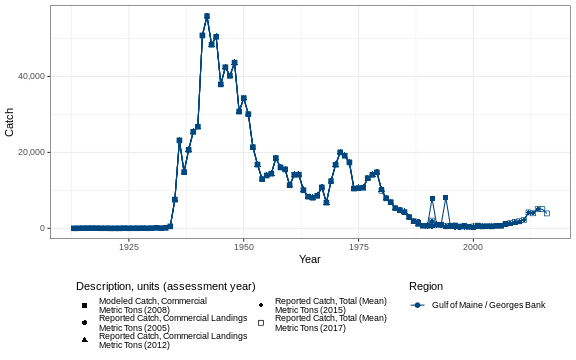 Catch
40,000
20,000
0
1925
1950
1975
2000
Year
Description, units (assessment year)
Modeled Catch, Commercial
Metric Tons (2008)
Reported Catch, Commercial Landings
Metric Tons (2005)
Reported Catch, Commercial Landings
Metric Tons (2012)
Reported Catch, Total (Mean)
Metric Tons (2015)
Reported Catch, Total (Mean)
Metric Tons (2017)
Region
Gulf of Maine / Georges Bank